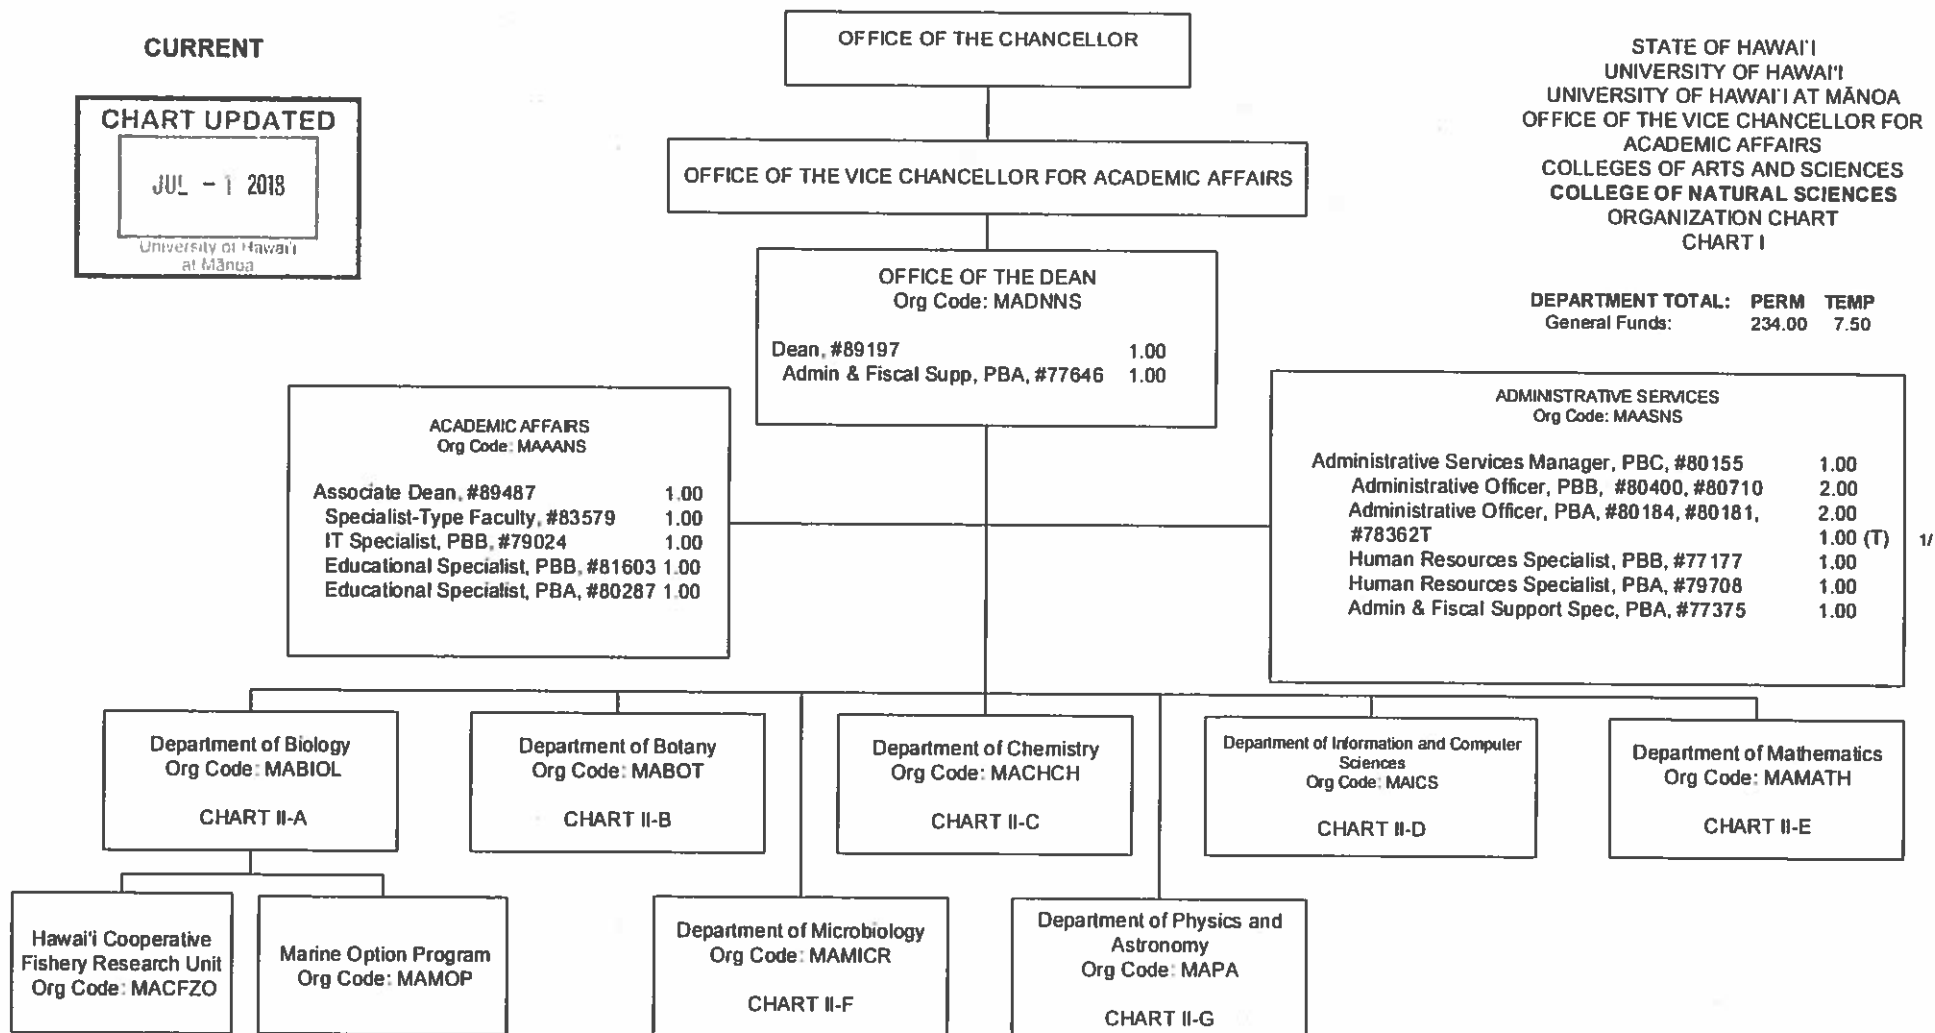 CURRENT
CHART UPDATED
JUL - 1 2018
University of Hawai'i
at Mānoa
OFFICE OF THE CHANCELLOR
OFFICE OF THE VICE CHANCELLOR FOR ACADEMIC AFFAIRS
STATE OF HAWAI'I
UNIVERSITY OF HAWAI'I
UNIVERSITY OF HAWAI'I AT MĀNOA
OFFICE OF THE VICE CHANCELLOR FOR
ACADEMIC AFFAIRS
COLLEGES OF ARTS AND SCIENCES
COLLEGE OF NATURAL SCIENCES
ORGANIZATION CHART
CHART I
DEPARTMENT TOTAL: PERM TEMP
General Funds: 234.00 7.50
OFFICE OF THE DEAN
Org Code: MADNNS
Dean, #89197 1.00
Admin & Fiscal Supp, PBA, #77646 1.00
ACADEMIC AFFAIRS
Org Code: MAAANS
Associate Dean, #89487 1.00
Specialist-Type Faculty, #83579 1.00
IT Specialist, PBB, #79024 1.00
Educational Specialist, PBB, #81603 1.00
Educational Specialist, PBA, #80287 1.00
ADMINISTRATIVE SERVICES
Org Code: MAASNS
Administrative Services Manager, PBC, #80155 1.00
Administrative Officer, PBB, #80400, #80710 2.00
Administrative Officer, PBA, #80184, #80181, 2.00
#78362T 1.00 (T) 1/
Human Resources Specialist, PBB, #77177 1.00
Human Resources Specialist, PBA, #79708 1.00
Admin & Fiscal Support Spec, PBA, #77375 1.00
Department of Biology
Org Code: MABIOL
CHART II-A
Department of Botany
Org Code: MABOT
CHART II-B
Department of Chemistry
Org Code: MACHCH
CHART II-C
Department of Information and Computer
Sciences
Org Code: MAICS
CHART II-D
Department of Mathematics
Org Code: MAMATH
CHART II-E
Hawai'i Cooperative
Fishery Research Unit
Org Code: MACFZO
Marine Option Program
Org Code: MAMOP
Department of Microbiology
Org Code: MAMICR
CHART II-F
Department of Physics and
Astronomy
Org Code: MAPA
CHART II-G